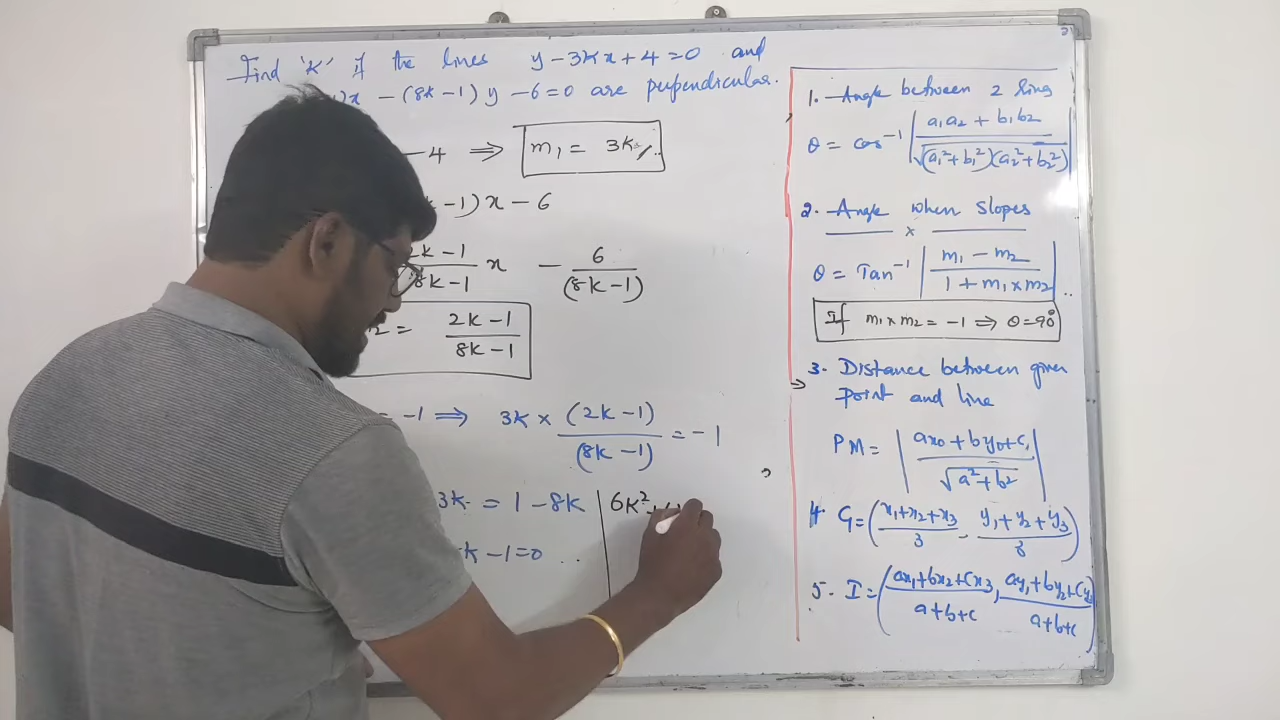 Find 'K' if the lines y - 3Kx + 4 = 0 and
)x - (8k - 1) y - 6 = 0 are perpendicular.
- 4 ⇒ m₁ = 3k
k - 1) x - 6
2k - 1 / 8k - 1 x - 6 / (8k - 1)
2 = 2k - 1 / 8k - 1
= -1 ⇒ 3k × (2k - 1) / (8k - 1) = -1
3k = 1 - 8k
k - 1 = 0 ..
6k² +
1. Angle between 2 lines
θ = cos⁻¹ | a₁a₂ + b₁b₂ / √(a₁² + b₁²)(a₂² + b₂²) |
2. Angle when slopes
θ = Tan⁻¹ | m₁ - m₂ / 1 + m₁ × m₂ | ..
If m₁ × m₂ = -1 ⇒ θ = 90°
3. Distance between given
point and line
PM = | ax₀ + by₀ + c₁ / √a² + b² |
4. G = ( x₁ + x₂ + x₃ / 3 , y₁ + y₂ + y₃ / 3 )
5. I = ( ax₁ + bx₂ + cx₃ / a + b + c , ay₁ + by₂ + cy₃ / a + b + c )